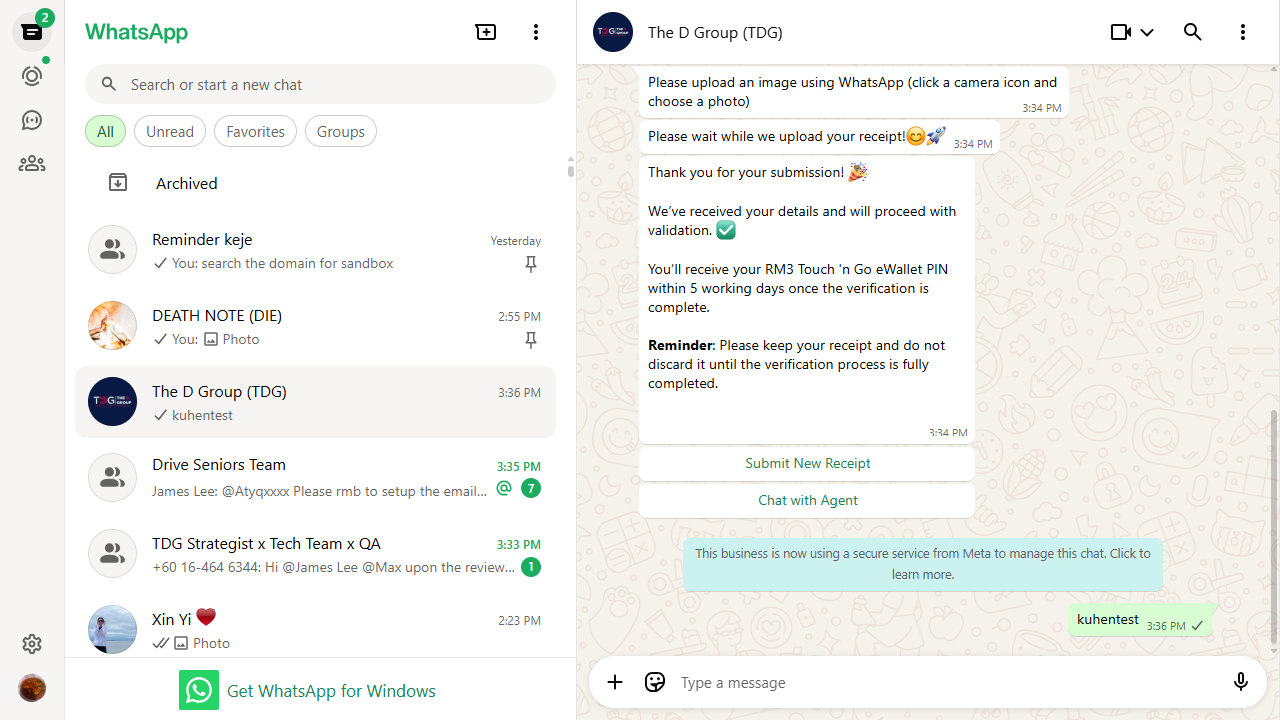 2
WhatsApp
Search or start a new chat
All
Unread
Favorites
Groups
Archived
Reminder keje
Yesterday
You: search the domain for sandbox
DEATH NOTE (DIE)
2:55 PM
You: Photo
The D Group (TDG)
3:36 PM
kuhentest
Drive Seniors Team
3:35 PM
James Lee: @Atyqxxxx Please rmb to setup the email...
7
TDG Strategist x Tech Team x QA
3:33 PM
+60 16-464 6344: Hi @James Lee @Max upon the review...
1
Xin Yi
2:23 PM
Photo
Get WhatsApp for Windows
The D Group (TDG)
Please upload an image using WhatsApp (click a camera icon and
choose a photo)
3:34 PM
Please wait while we upload your receipt!😊🚀
3:34 PM
Thank you for your submission! 🎉
We've received your details and will proceed with
validation. ✅
You'll receive your RM3 Touch 'n Go eWallet PIN
within 5 working days once the verification is
complete.
Reminder: Please keep your receipt and do not
discard it until the verification process is fully
completed.
3:34 PM
Submit New Receipt
Chat with Agent
This business is now using a secure service from Meta to manage this chat. Click to
learn more.
kuhentest
3:36 PM
Type a message